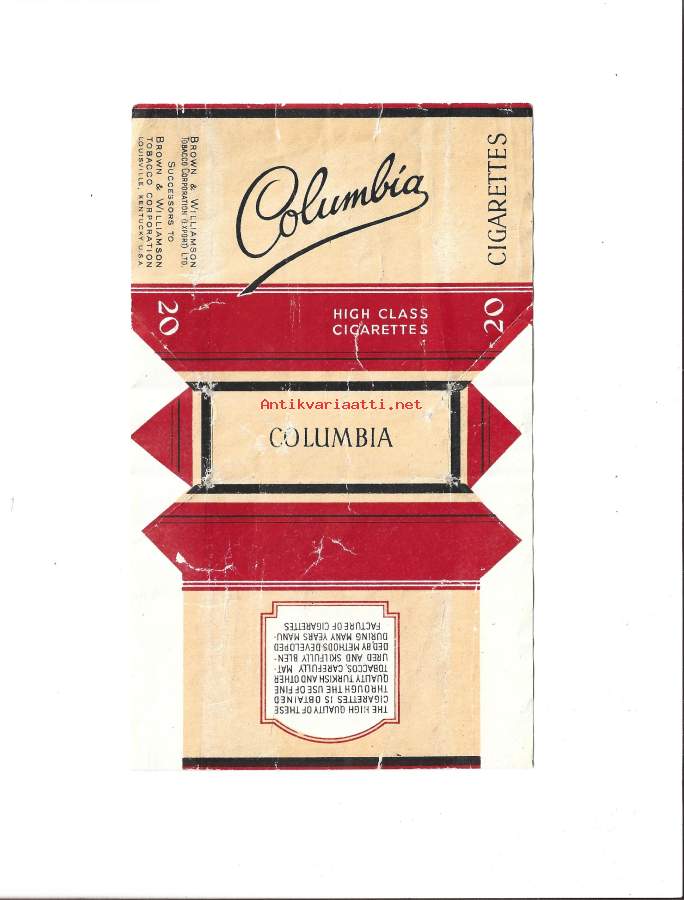 BROWN & WILLIAMSON
TOBACCO CORPORATION (EXPORT) LTD.
SUCCESSORS TO
BROWN & WILLIAMSON
TOBACCO CORPORATION
LOUISVILLE, KENTUCKY U.S.A.
Columbia
CIGARETTES
20
HIGH CLASS
CIGARETTES
20
Antikvariaatti.net
COLUMBIA
THE HIGH QUALITY OF THESE
CIGARETTES IS OBTAINED
THROUGH THE USE OF FINE
QUALITY TURKISH AND OTHER
TOBACCOS, CAREFULLY MAT-
URED AND SKILFULLY BLEN-
DED, BY METHODS DEVELOPED
DURING MANY YEARS MANU-
FACTURE OF CIGARETTES